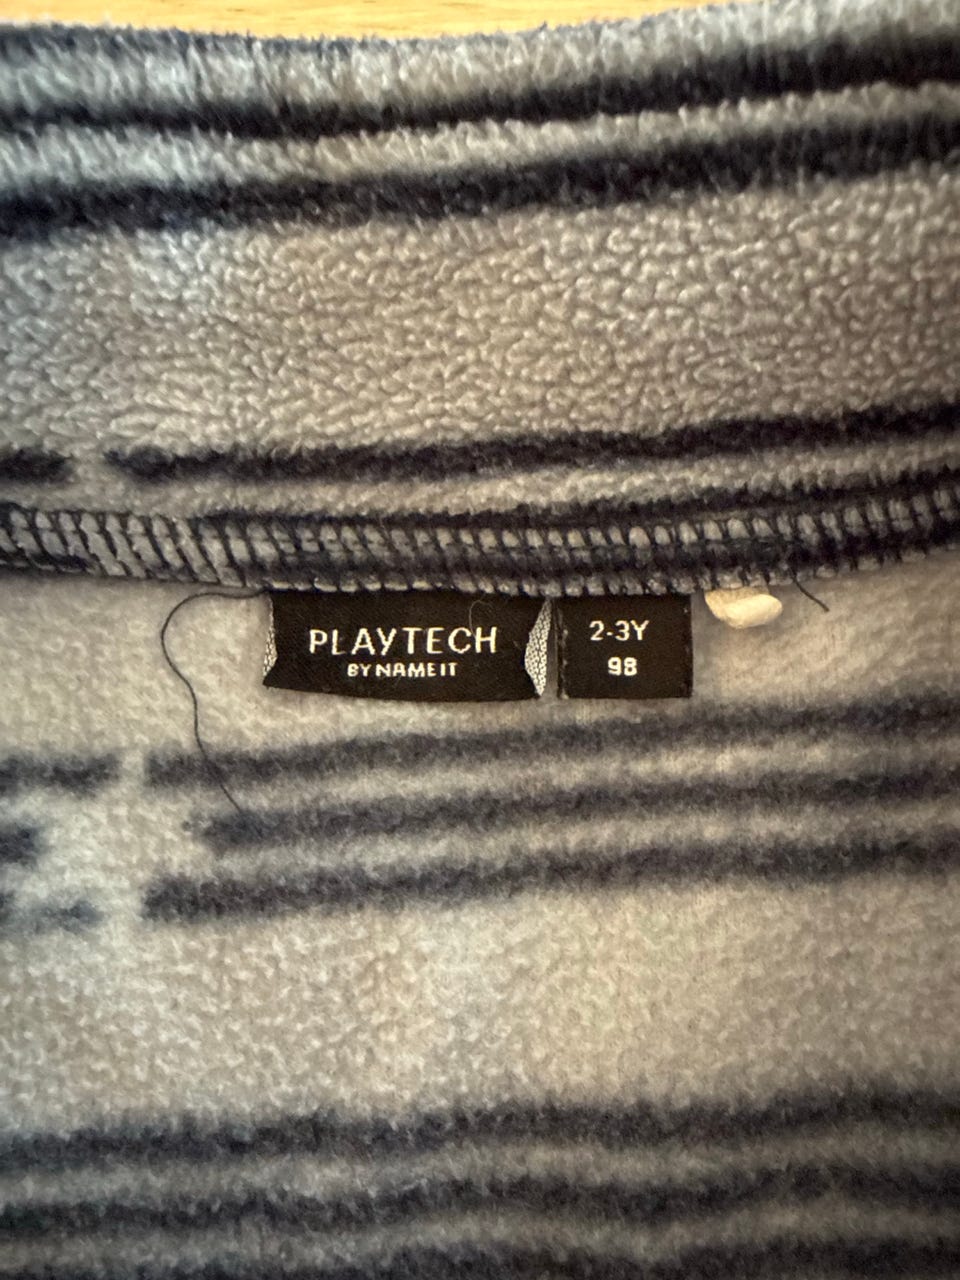 PLAYTECH
BY NAME IT
2-3Y
98